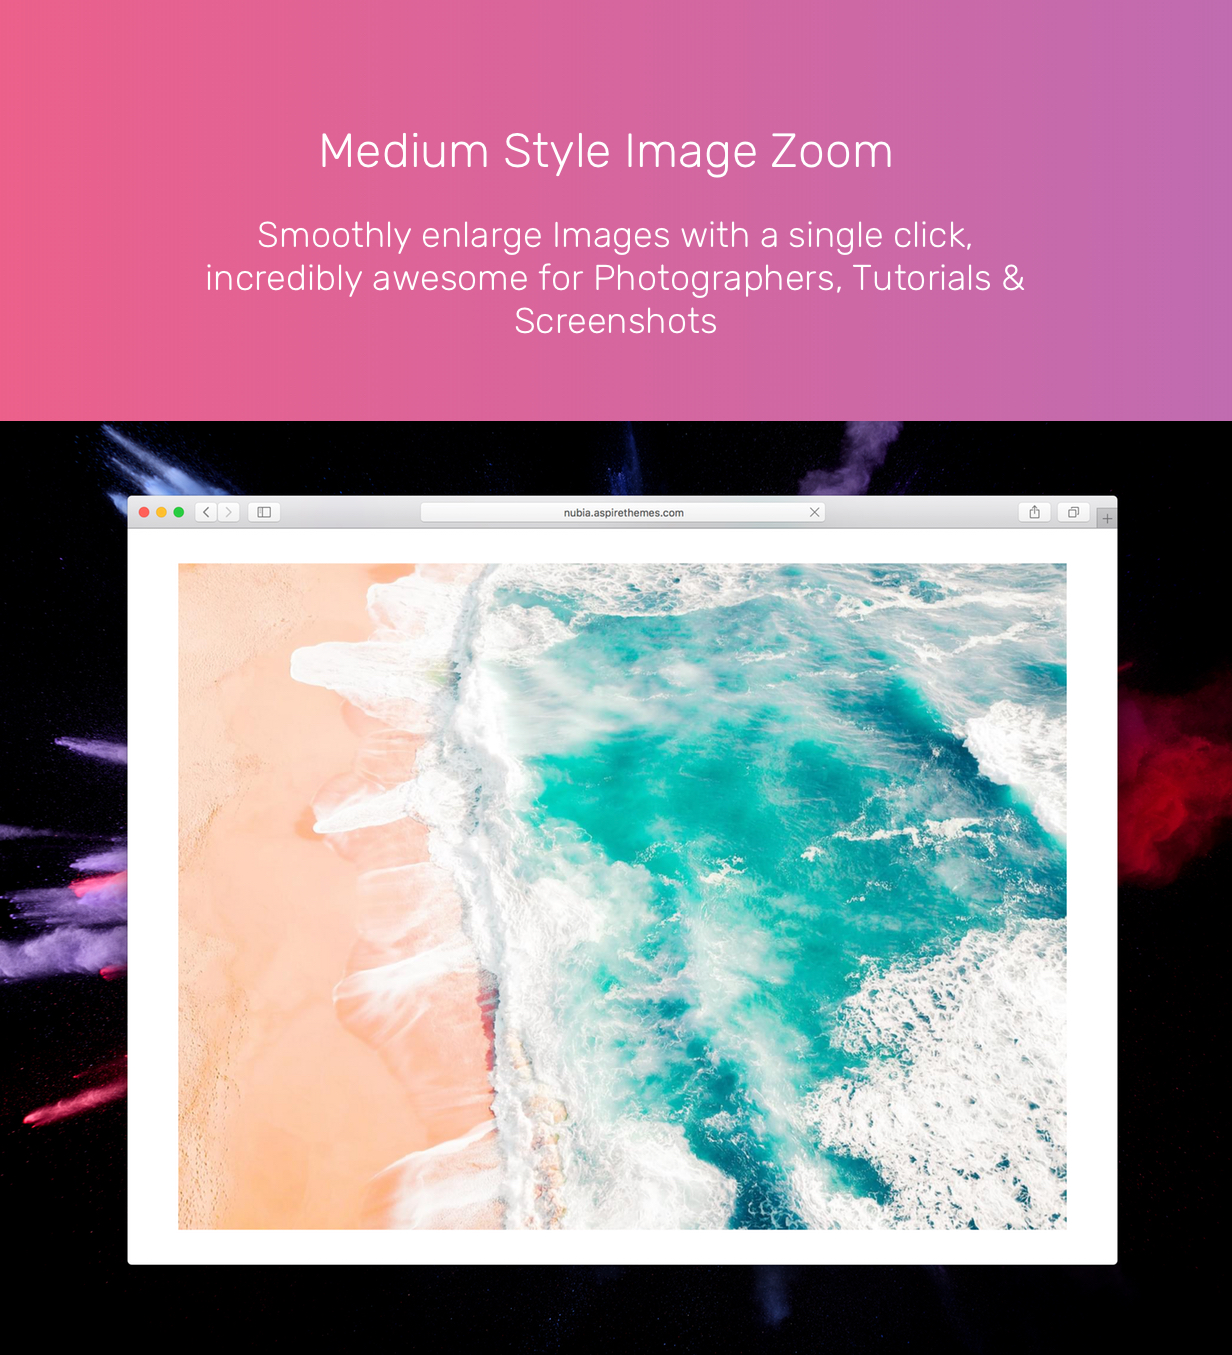 Medium Style Image Zoom
Smoothly enlarge Images with a single click,
incredibly awesome for Photographers, Tutorials &
Screenshots
nubia.aspirethemes.com